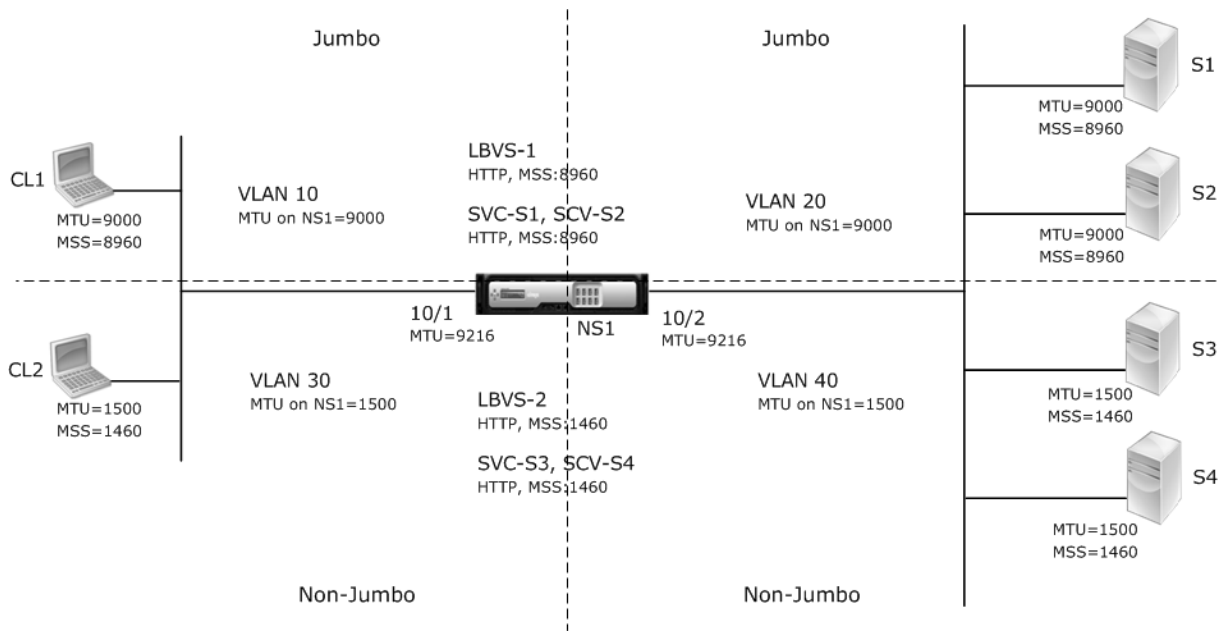 Jumbo
Jumbo
S1
MTU=9000
MSS=8960
LBVS-1
HTTP, MSS:8960
CL1
VLAN 10
MTU on NS1=9000
MTU=9000
MSS=8960
SVC-S1, SCV-S2
HTTP, MSS:8960
VLAN 20
MTU on NS1=9000
S2
MTU=9000
MSS=8960
10/1
MTU=9216
NS1
10/2
MTU=9216
S3
CL2
MTU=1500
MSS=1460
VLAN 30
MTU on NS1=1500
LBVS-2
HTTP, MSS:1460
VLAN 40
MTU on NS1=1500
MTU=1500
MSS=1460
SVC-S3, SCV-S4
HTTP, MSS:1460
S4
MTU=1500
MSS=1460
Non-Jumbo
Non-Jumbo